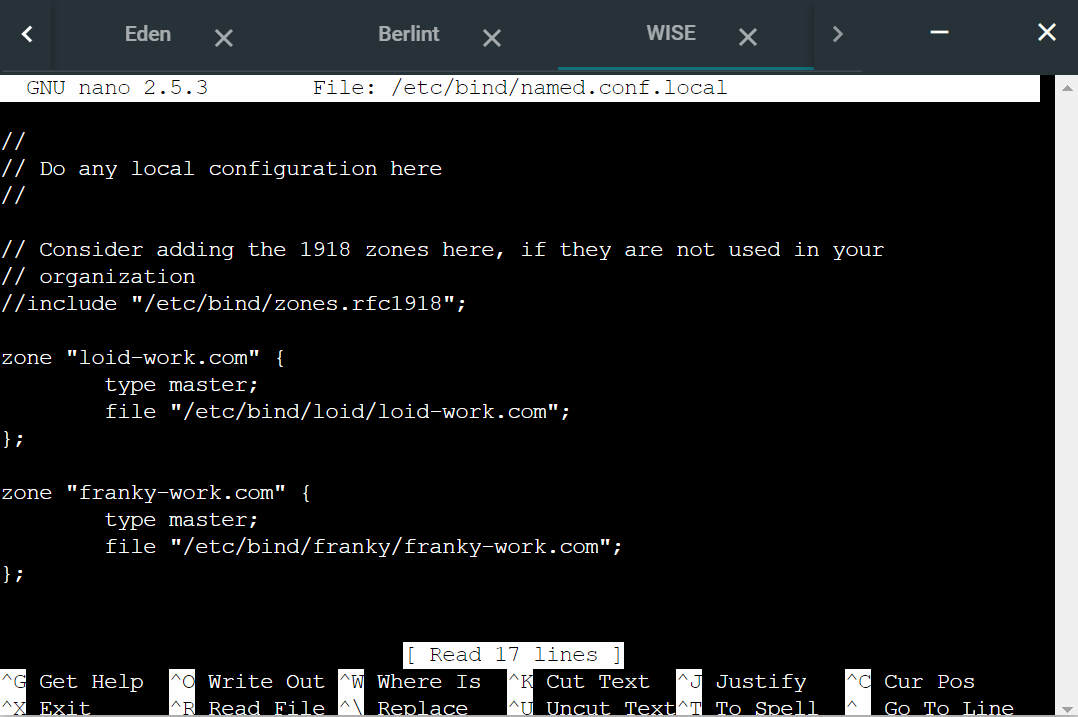 Eden Berlint WISE
GNU nano 2.5.3 File: /etc/bind/named.conf.local
//
// Do any local configuration here
//
// Consider adding the 1918 zones here, if they are not used in your
// organization
//include "/etc/bind/zones.rfc1918";
zone "loid-work.com" {
type master;
file "/etc/bind/loid/loid-work.com";
};
zone "franky-work.com" {
type master;
file "/etc/bind/franky/franky-work.com";
};
[ Read 17 lines ]
^G Get Help ^O Write Out ^W Where Is ^K Cut Text ^J Justify ^C Cur Pos
^X Exit ^R Read File ^\ Replace ^U Uncut Text ^T To Spell ^_ Go To Line